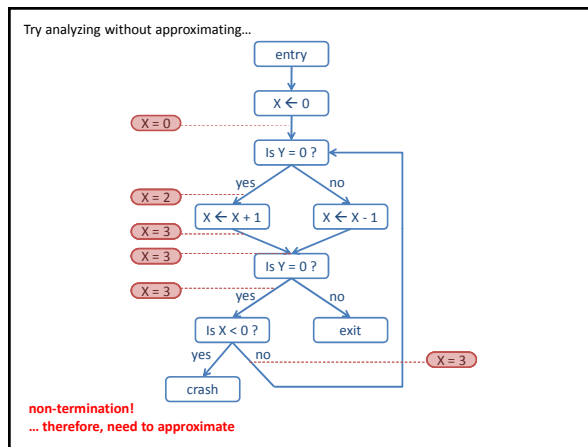 Try analyzing without approximating…
entry
X ← 0
X = 0
Is Y = 0 ?
yes
no
X = 2
X ← X + 1
X ← X - 1
X = 3
X = 3
Is Y = 0 ?
X = 3
yes
no
Is X < 0 ?
exit
yes
no
X = 3
crash
non-termination!
… therefore, need to approximate